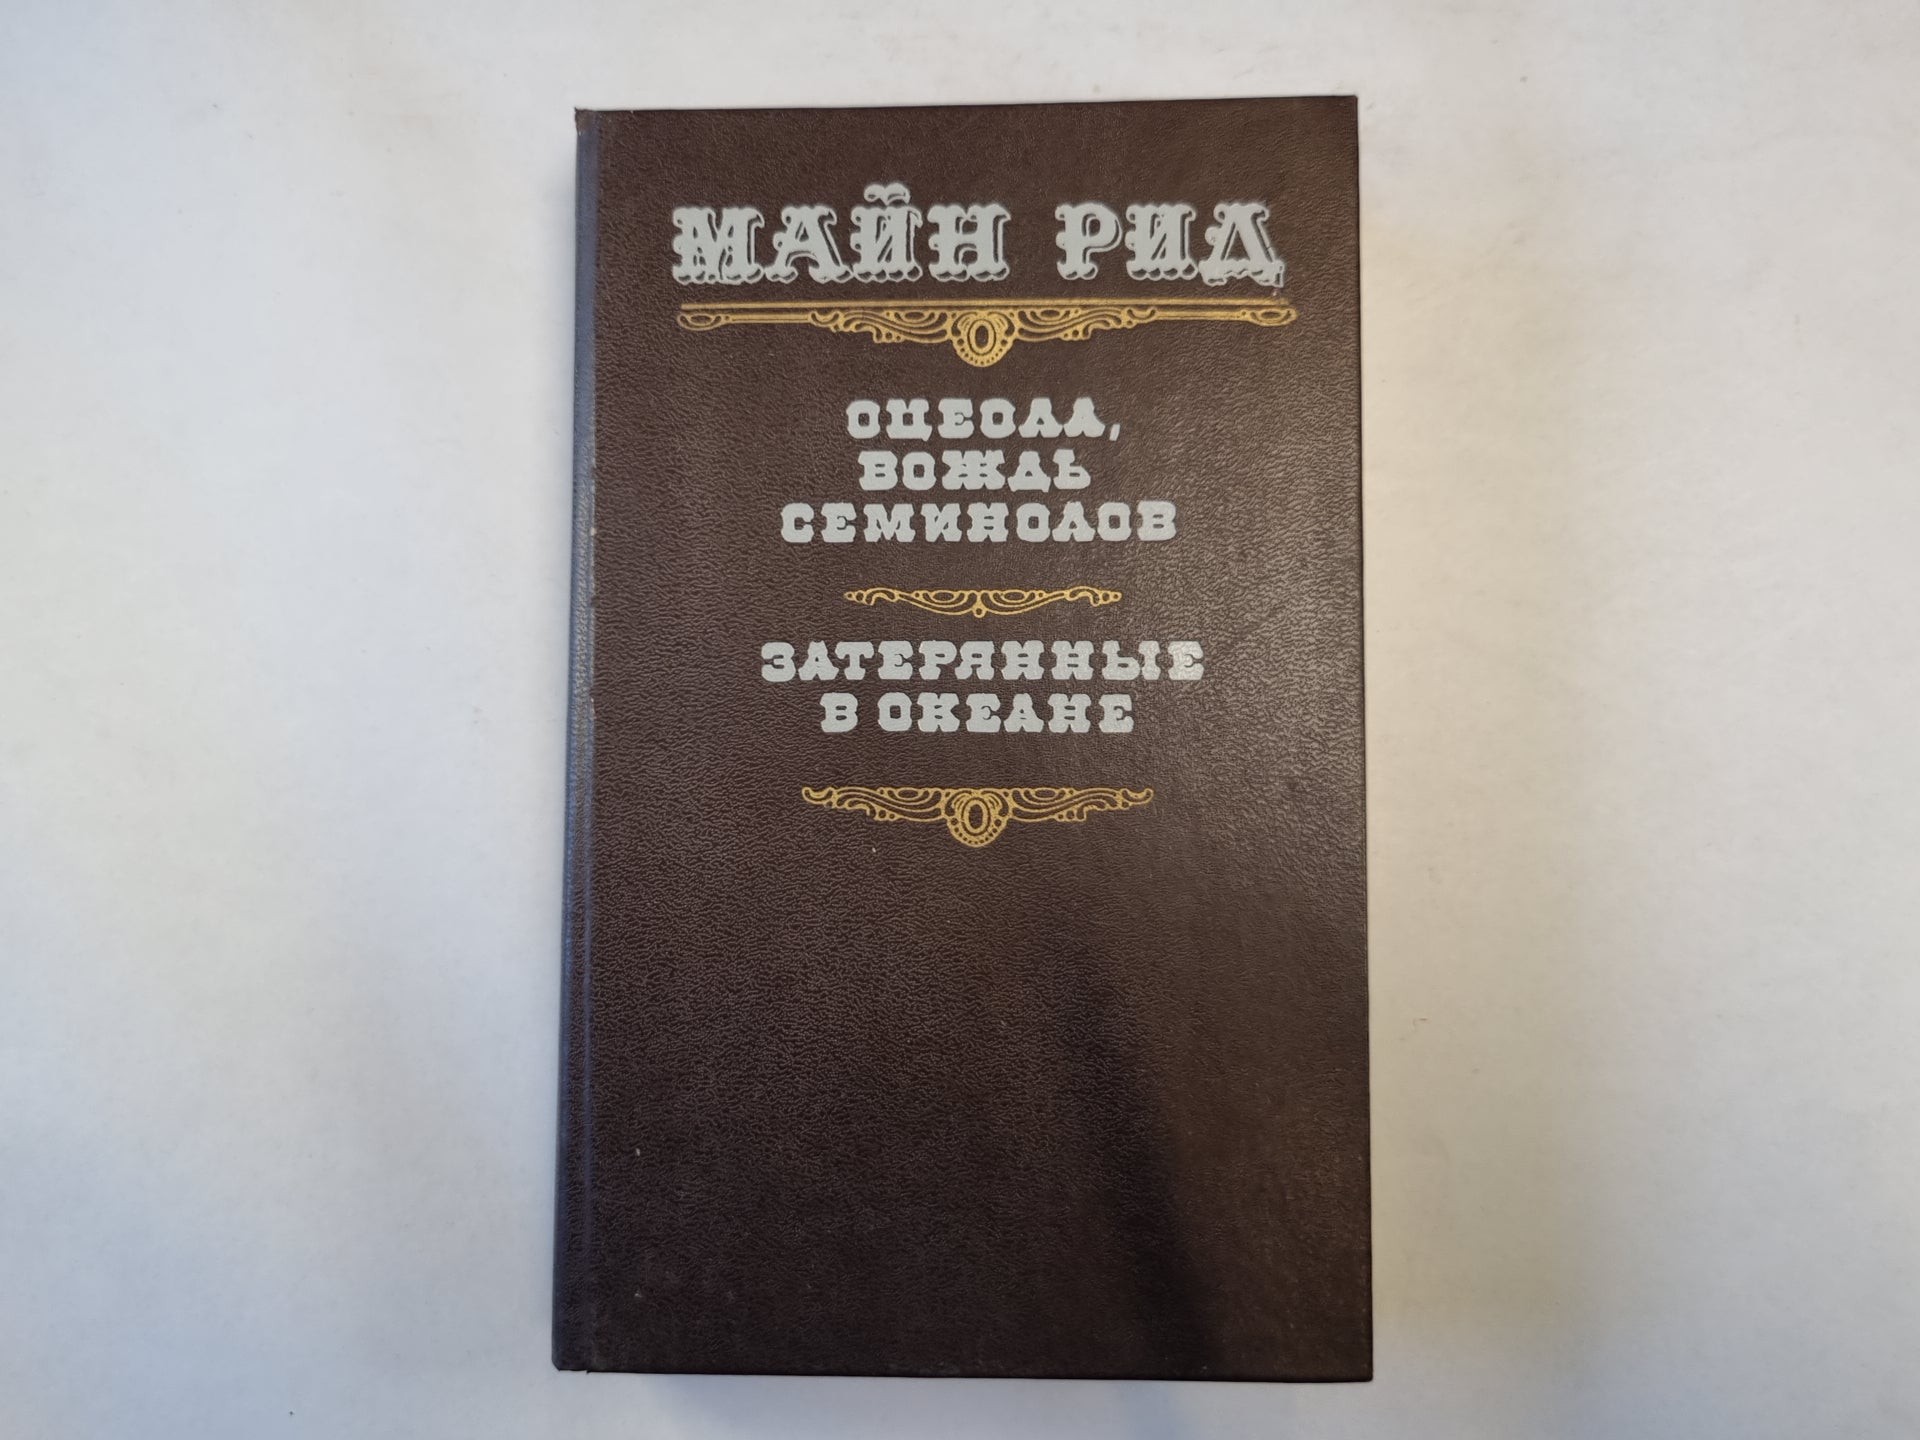 МАЙН РИД
ОЦЕОЛА,
ВОЖДЬ
СЕМИНОЛОВ
ЗАТЕРЯННЫЕ
В ОКЕАНЕ